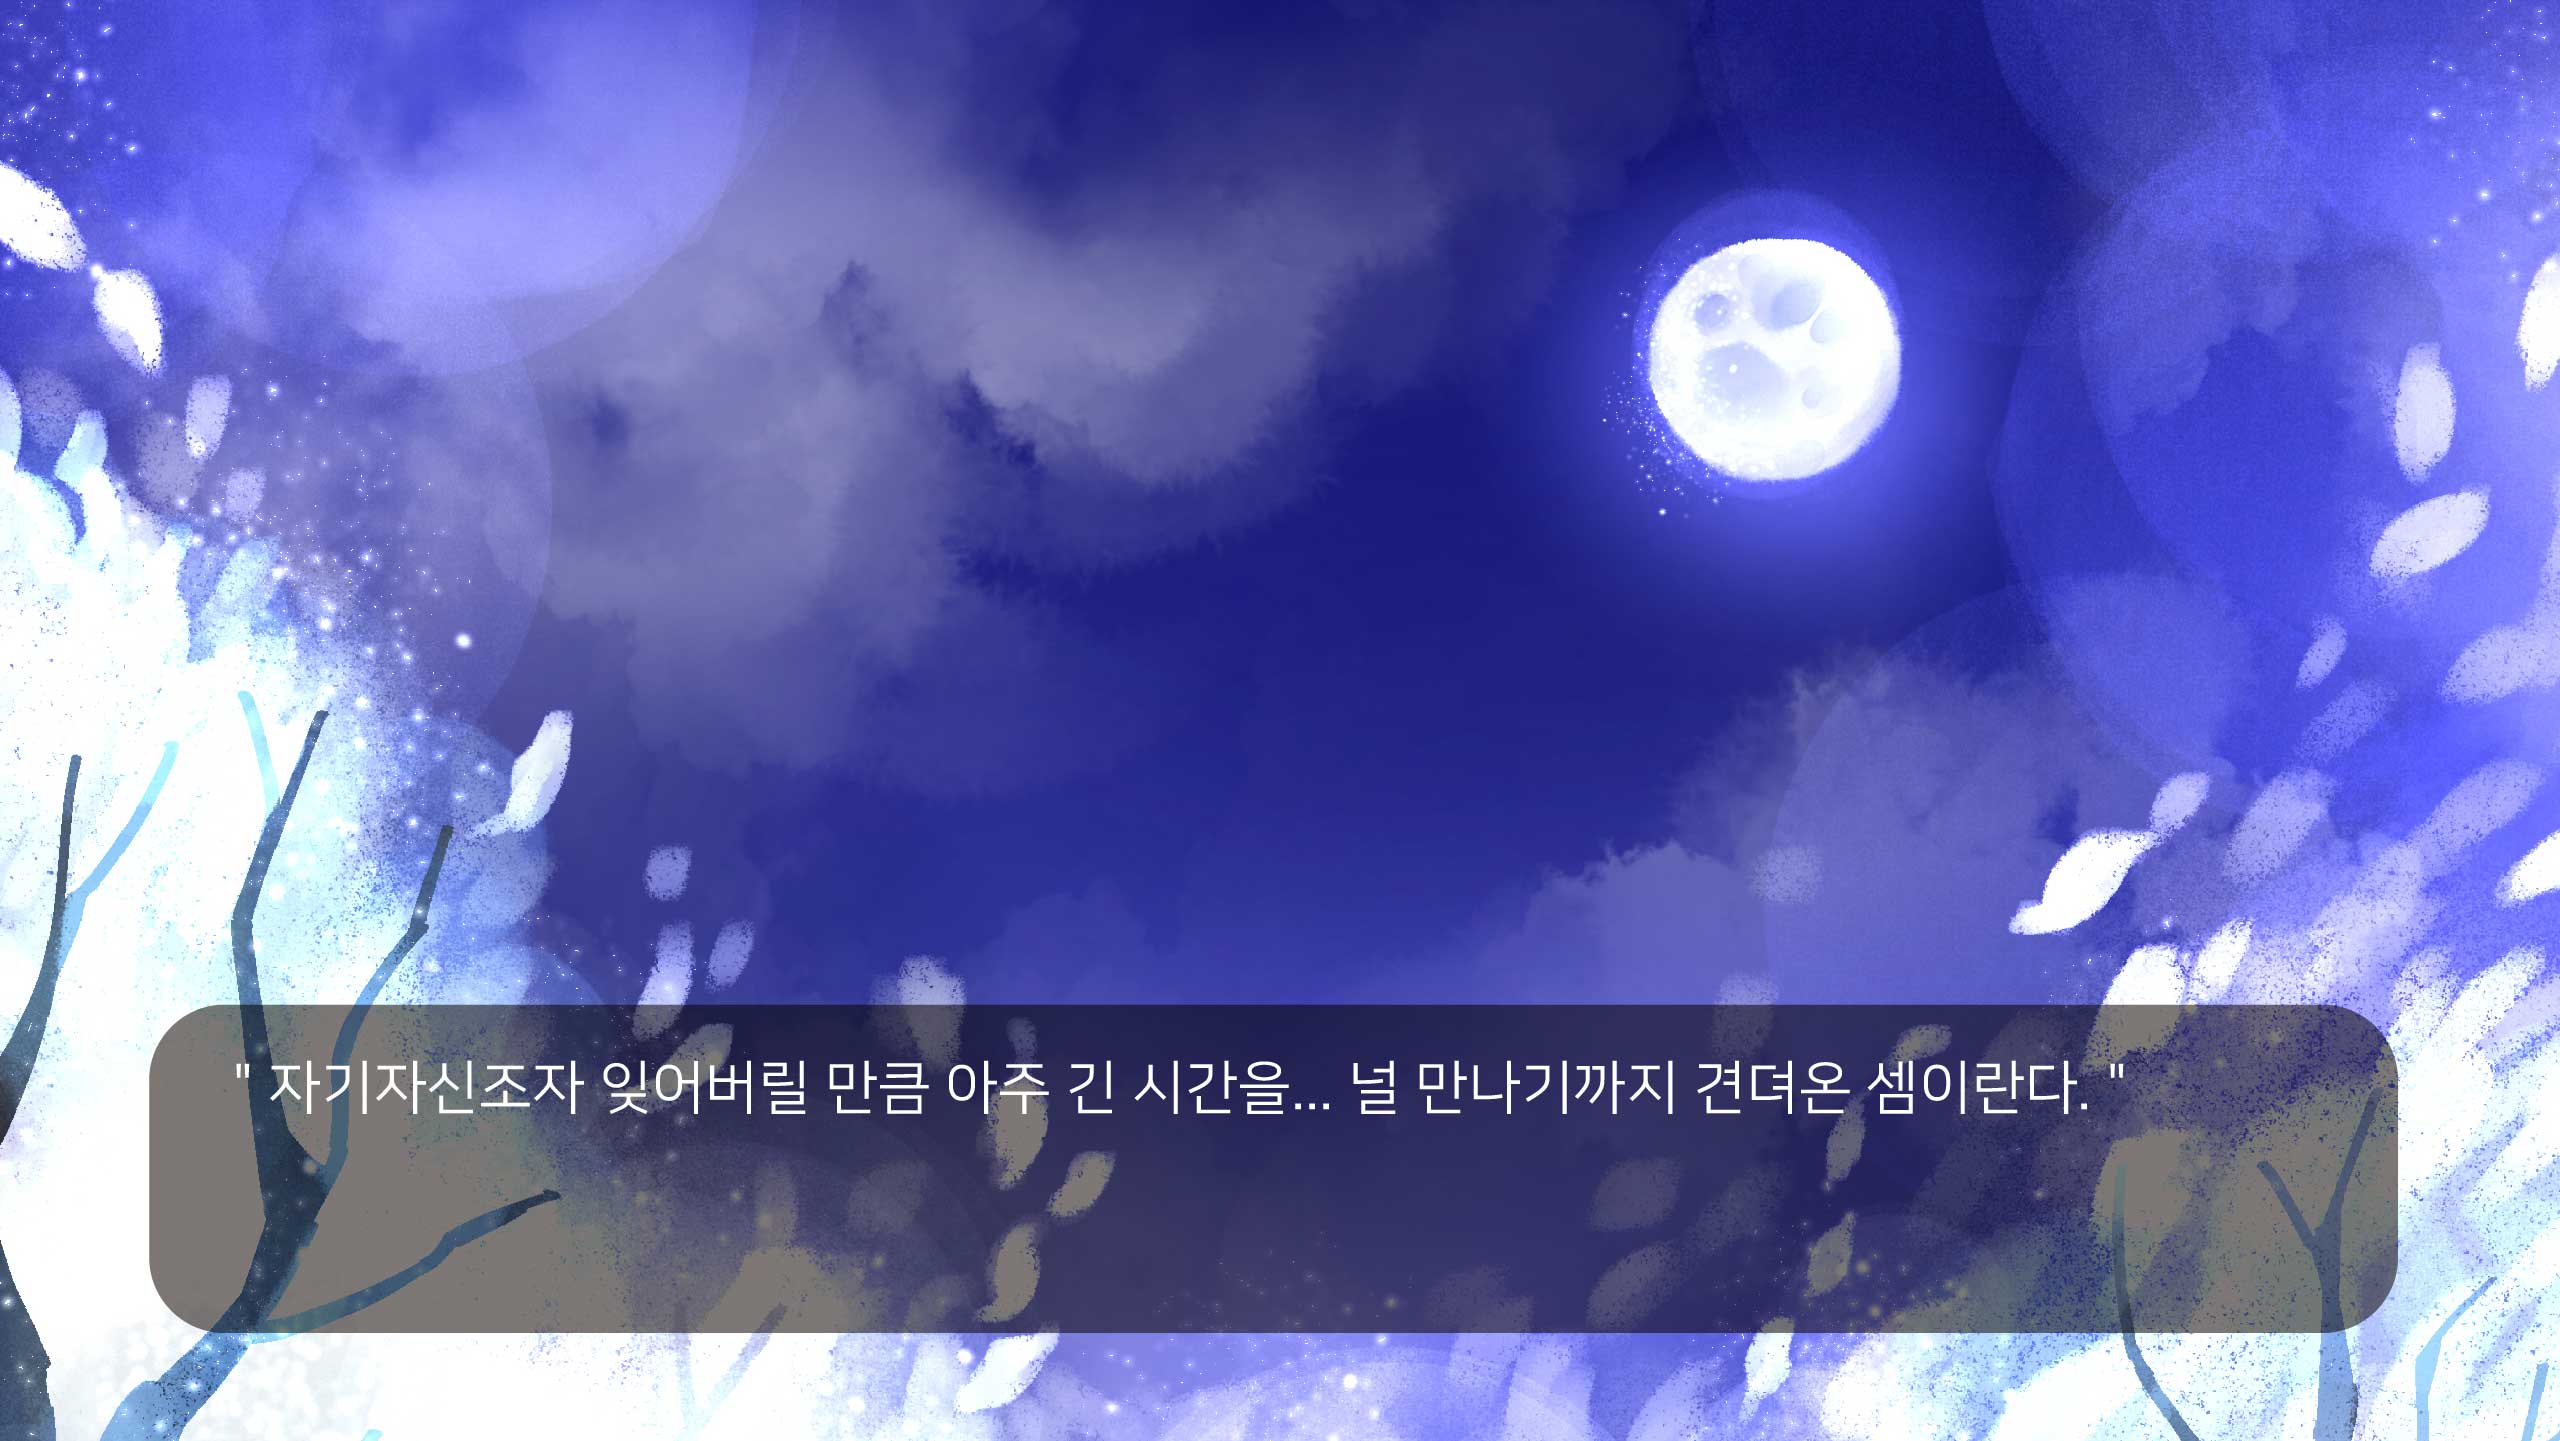 " 자기자신조자 잊어버릴 만큼 아주 긴 시간을... 널 만나기까지 견뎌온 셈이란다. "